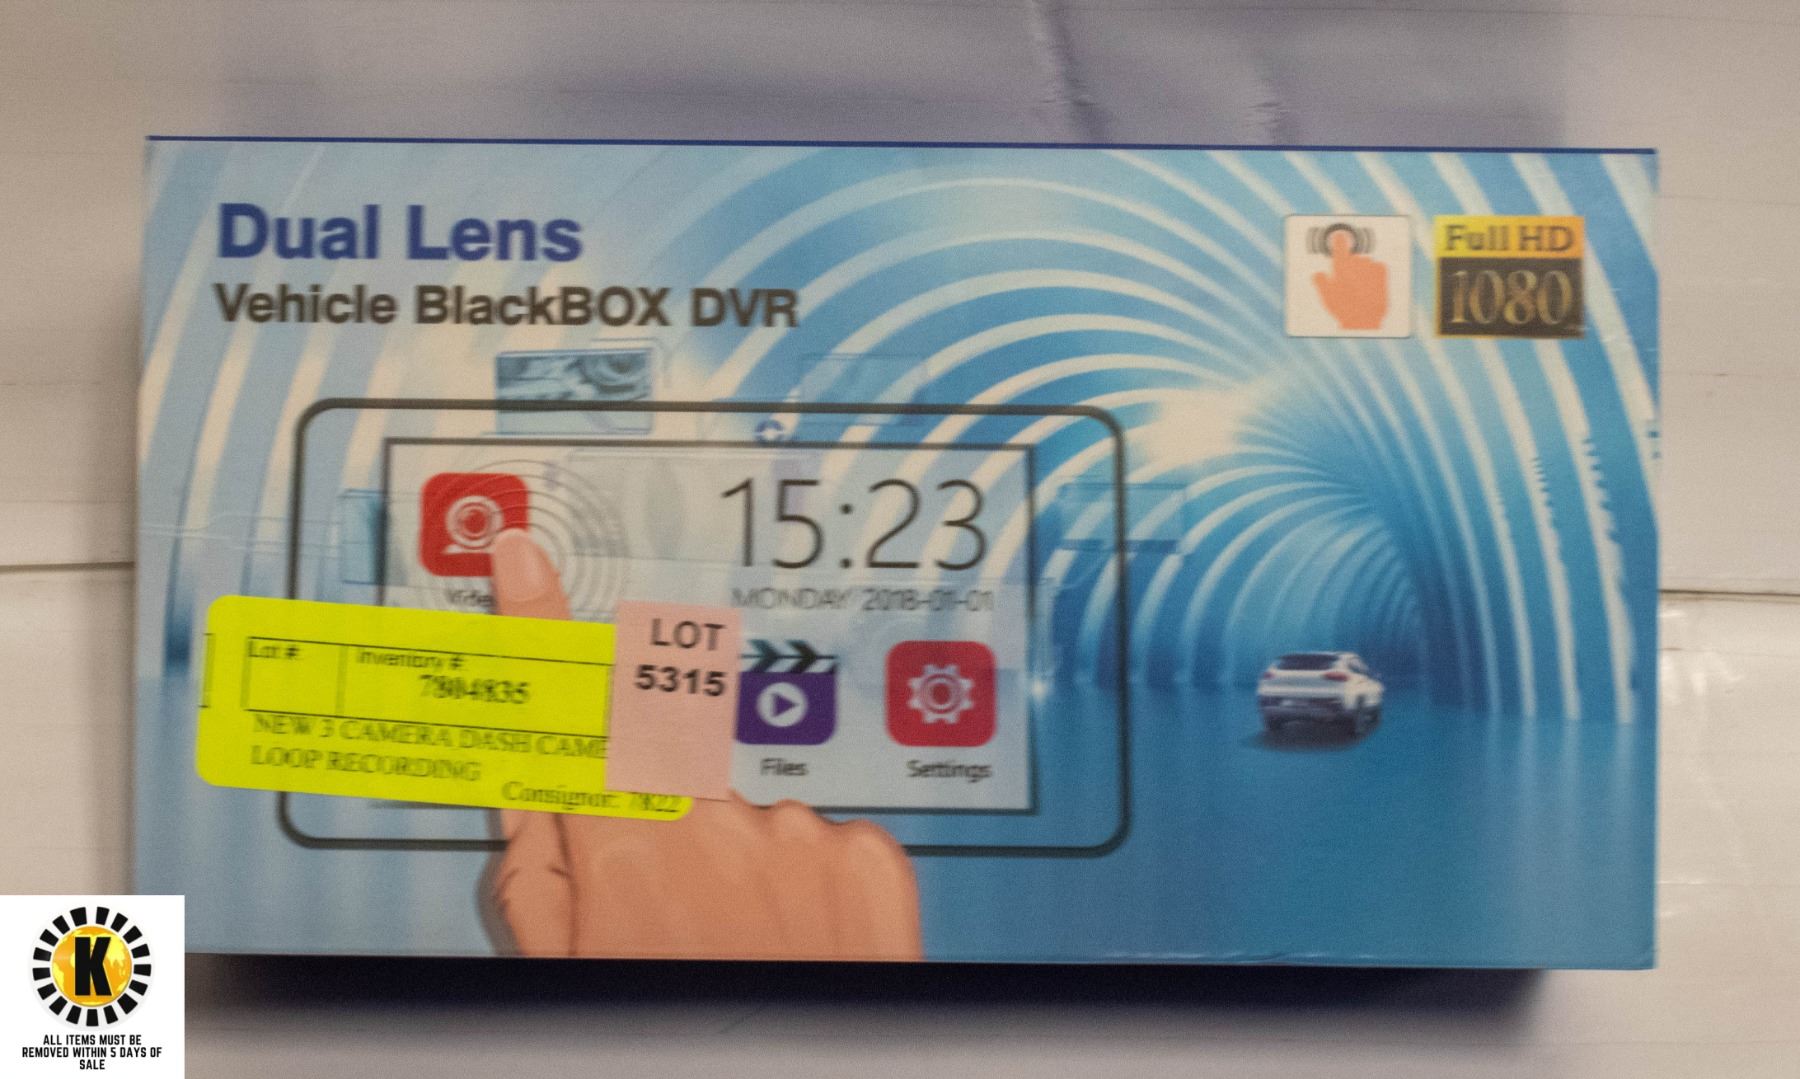 Dual Lens
Vehicle BlackBOX DVR
Full HD
1080
15:23
MONDAY 2018-01-01
Lot #:
Inventory #:
7804835
NEW 3 CAMERA DASH CAME
LOOP RECORDING
Consignor: 7822
LOT
5315
Files
Settings
K
ALL ITEMS MUST BE
REMOVED WITHIN 5 DAYS OF
SALE